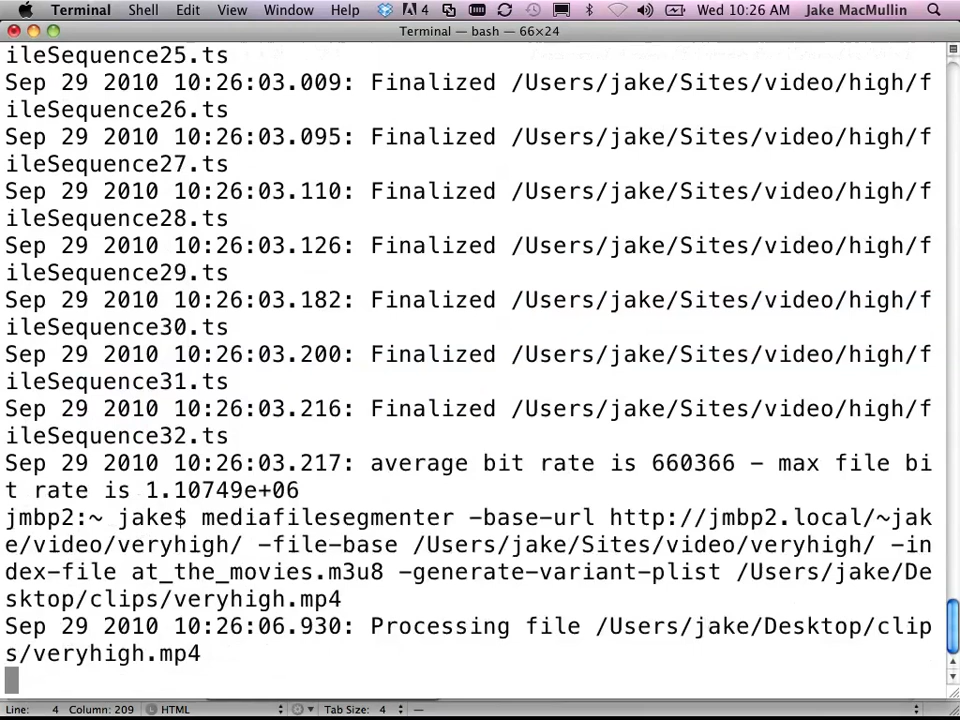 Terminal Shell Edit View Window Help 4 Wed 10:26 AM Jake MacMullin
Terminal — bash — 66×24
ileSequence25.ts
Sep 29 2010 10:26:03.009: Finalized /Users/jake/Sites/video/high/f
ileSequence26.ts
Sep 29 2010 10:26:03.095: Finalized /Users/jake/Sites/video/high/f
ileSequence27.ts
Sep 29 2010 10:26:03.110: Finalized /Users/jake/Sites/video/high/f
ileSequence28.ts
Sep 29 2010 10:26:03.126: Finalized /Users/jake/Sites/video/high/f
ileSequence29.ts
Sep 29 2010 10:26:03.182: Finalized /Users/jake/Sites/video/high/f
ileSequence30.ts
Sep 29 2010 10:26:03.200: Finalized /Users/jake/Sites/video/high/f
ileSequence31.ts
Sep 29 2010 10:26:03.216: Finalized /Users/jake/Sites/video/high/f
ileSequence32.ts
Sep 29 2010 10:26:03.217: average bit rate is 660366 - max file bi
t rate is 1.10749e+06
jmbp2:~ jake$ mediafilesegmenter -base-url http://jmbp2.local/~jak
e/video/veryhigh/ -file-base /Users/jake/Sites/video/veryhigh/ -in
dex-file at_the_movies.m3u8 -generate-variant-plist /Users/jake/De
sktop/clips/veryhigh.mp4
Sep 29 2010 10:26:06.930: Processing file /Users/jake/Desktop/clip
s/veryhigh.mp4
Line: 4 Column: 209 HTML Tab Size: 4 —